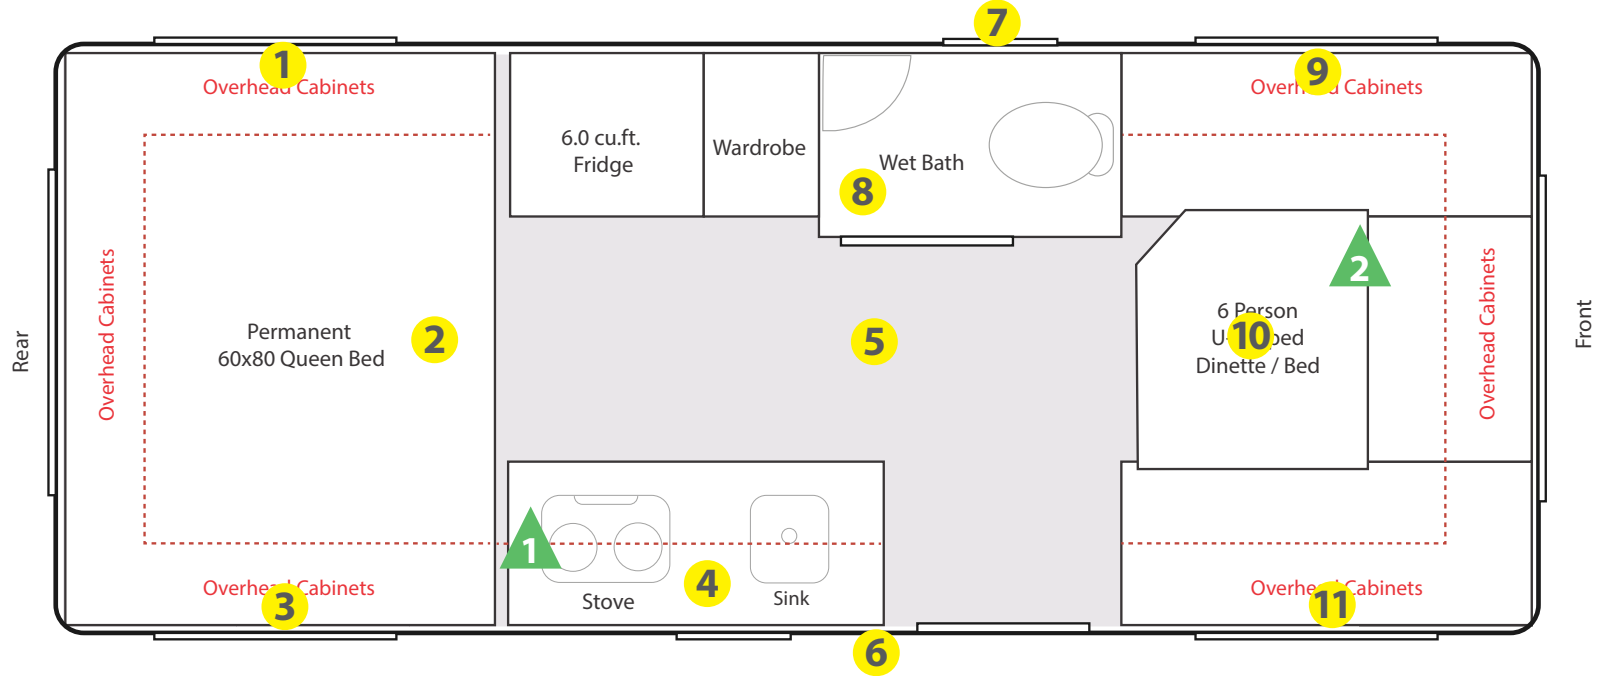 7
1
Overhead Cabinets
9
Overhead Cabinets
6.0 cu.ft.
Fridge
Wardrobe
Wet Bath
8
Rear
Overhead Cabinets
Permanent
60x80 Queen Bed
2
5
2
6 Person
Dinette / Bed
10
Overhead Cabinets
Front
1
Stove
4
Sink
Overhead Cabinets
3
6
Overhead Cabinets
11